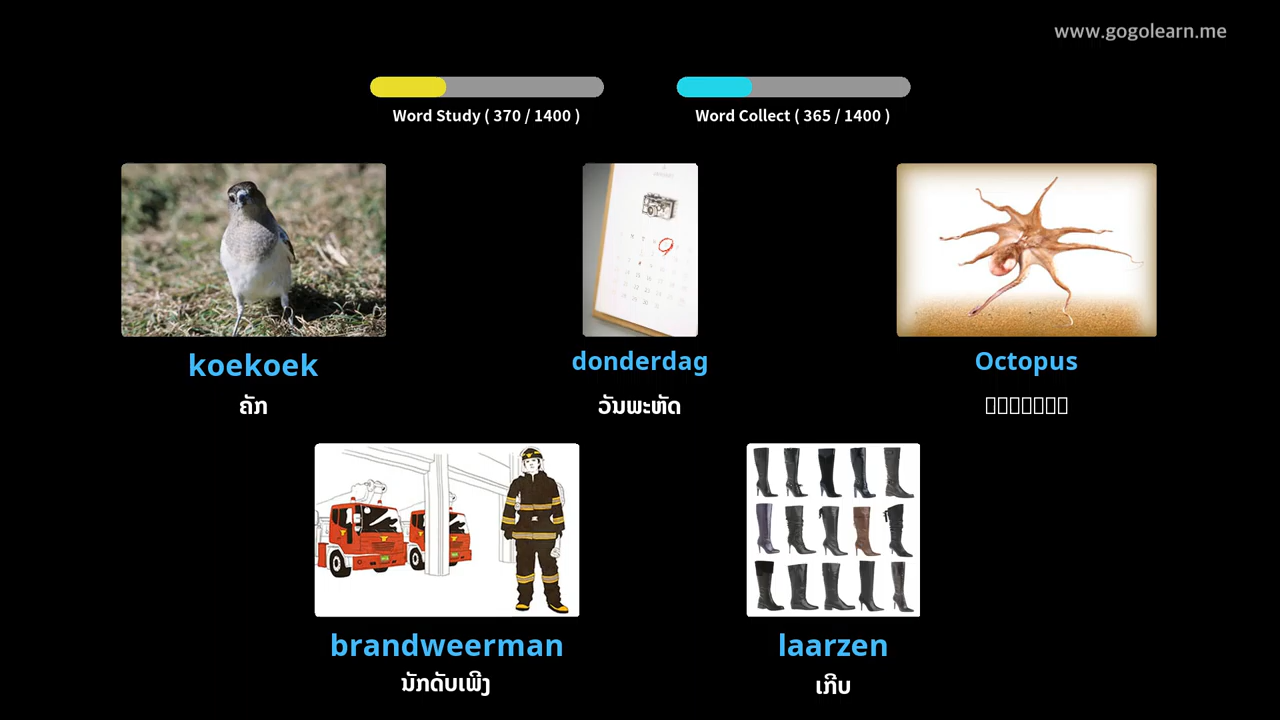 www.gogolearn.me
Word Study ( 370 / 1400 )
Word Collect ( 365 / 1400 )
koekoek
donderdag
Octopus
ຄັກ
ວັນພະຫັດ
brandweerman
laarzen
ນັກດັບເພີງ
ເກີບ